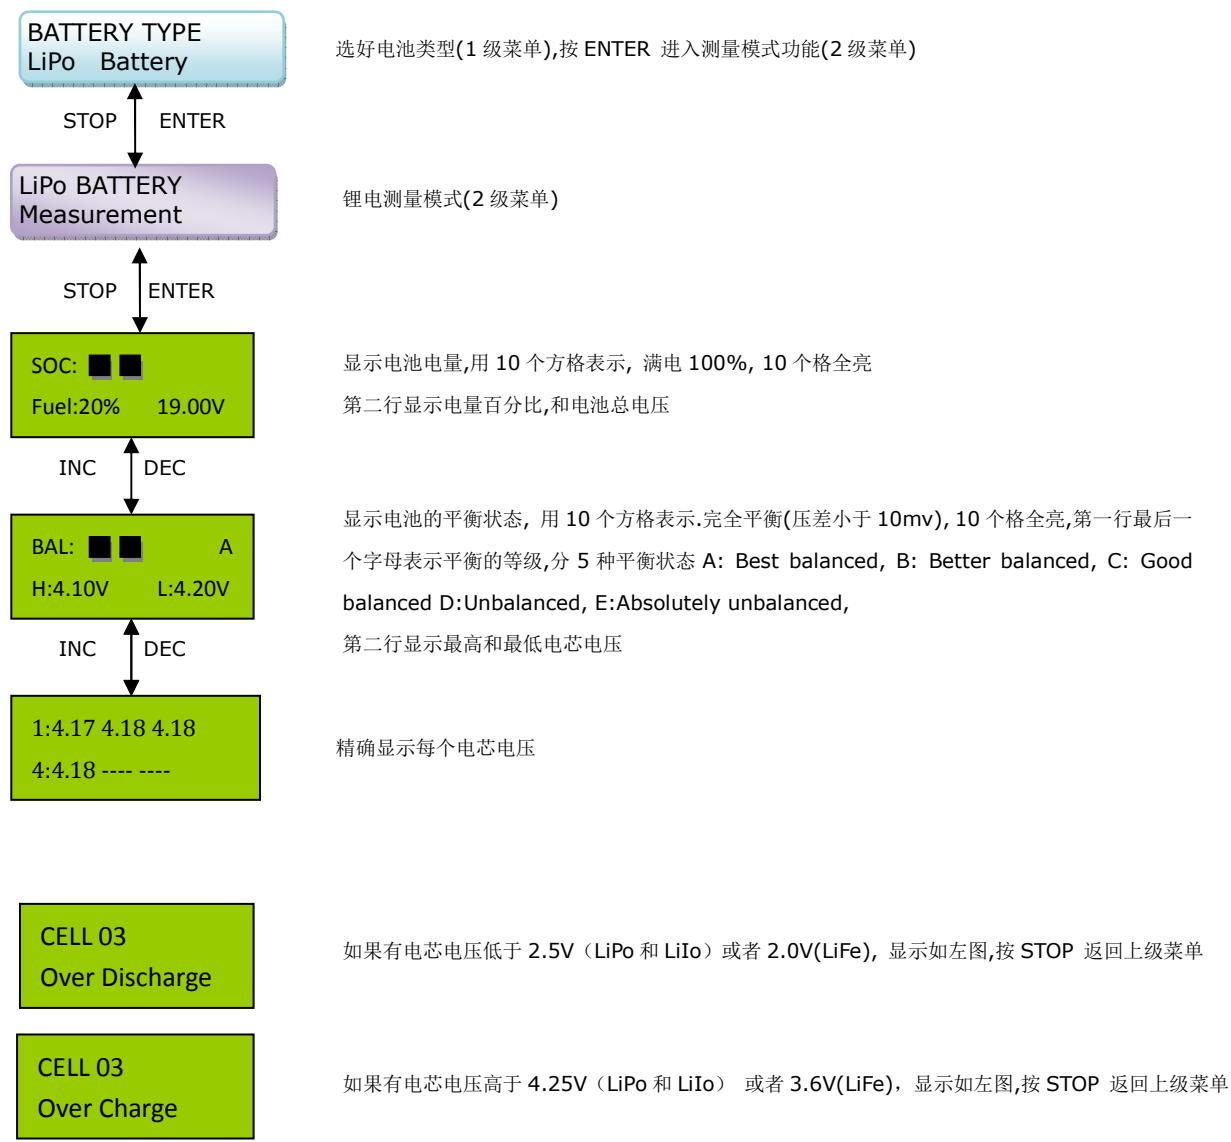 BATTERY TYPE
LiPo Battery
选好电池类型(1 级菜单),按 ENTER 进入测量模式功能(2 级菜单)
STOP ENTER
LiPo BATTERY
Measurement
锂电测量模式(2 级菜单)
STOP ENTER
SOC:
Fuel:20% 19.00V
显示电池电量,用 10 个方格表示, 满电 100%, 10 个格全亮
第二行显示电量百分比,和电池总电压
INC DEC
BAL: A
H:4.10V L:4.20V
显示电池的平衡状态, 用 10 个方格表示.完全平衡(压差小于 10mv), 10 个格全亮,第一行最后一
个字母表示平衡的等级,分 5 种平衡状态 A: Best balanced, B: Better balanced, C: Good
balanced D:Unbalanced, E:Absolutely unbalanced,
第二行显示最高和最低电芯电压
INC DEC
1:4.17 4.18 4.18
4:4.18 ---- ----
精确显示每个电芯电压
CELL 03
Over Discharge
如果有电芯电压低于 2.5V（LiPo 和 LiIo）或者 2.0V(LiFe), 显示如左图,按 STOP 返回上级菜单
CELL 03
Over Charge
如果有电芯电压高于 4.25V（LiPo 和 LiIo） 或者 3.6V(LiFe)，显示如左图,按 STOP 返回上级菜单